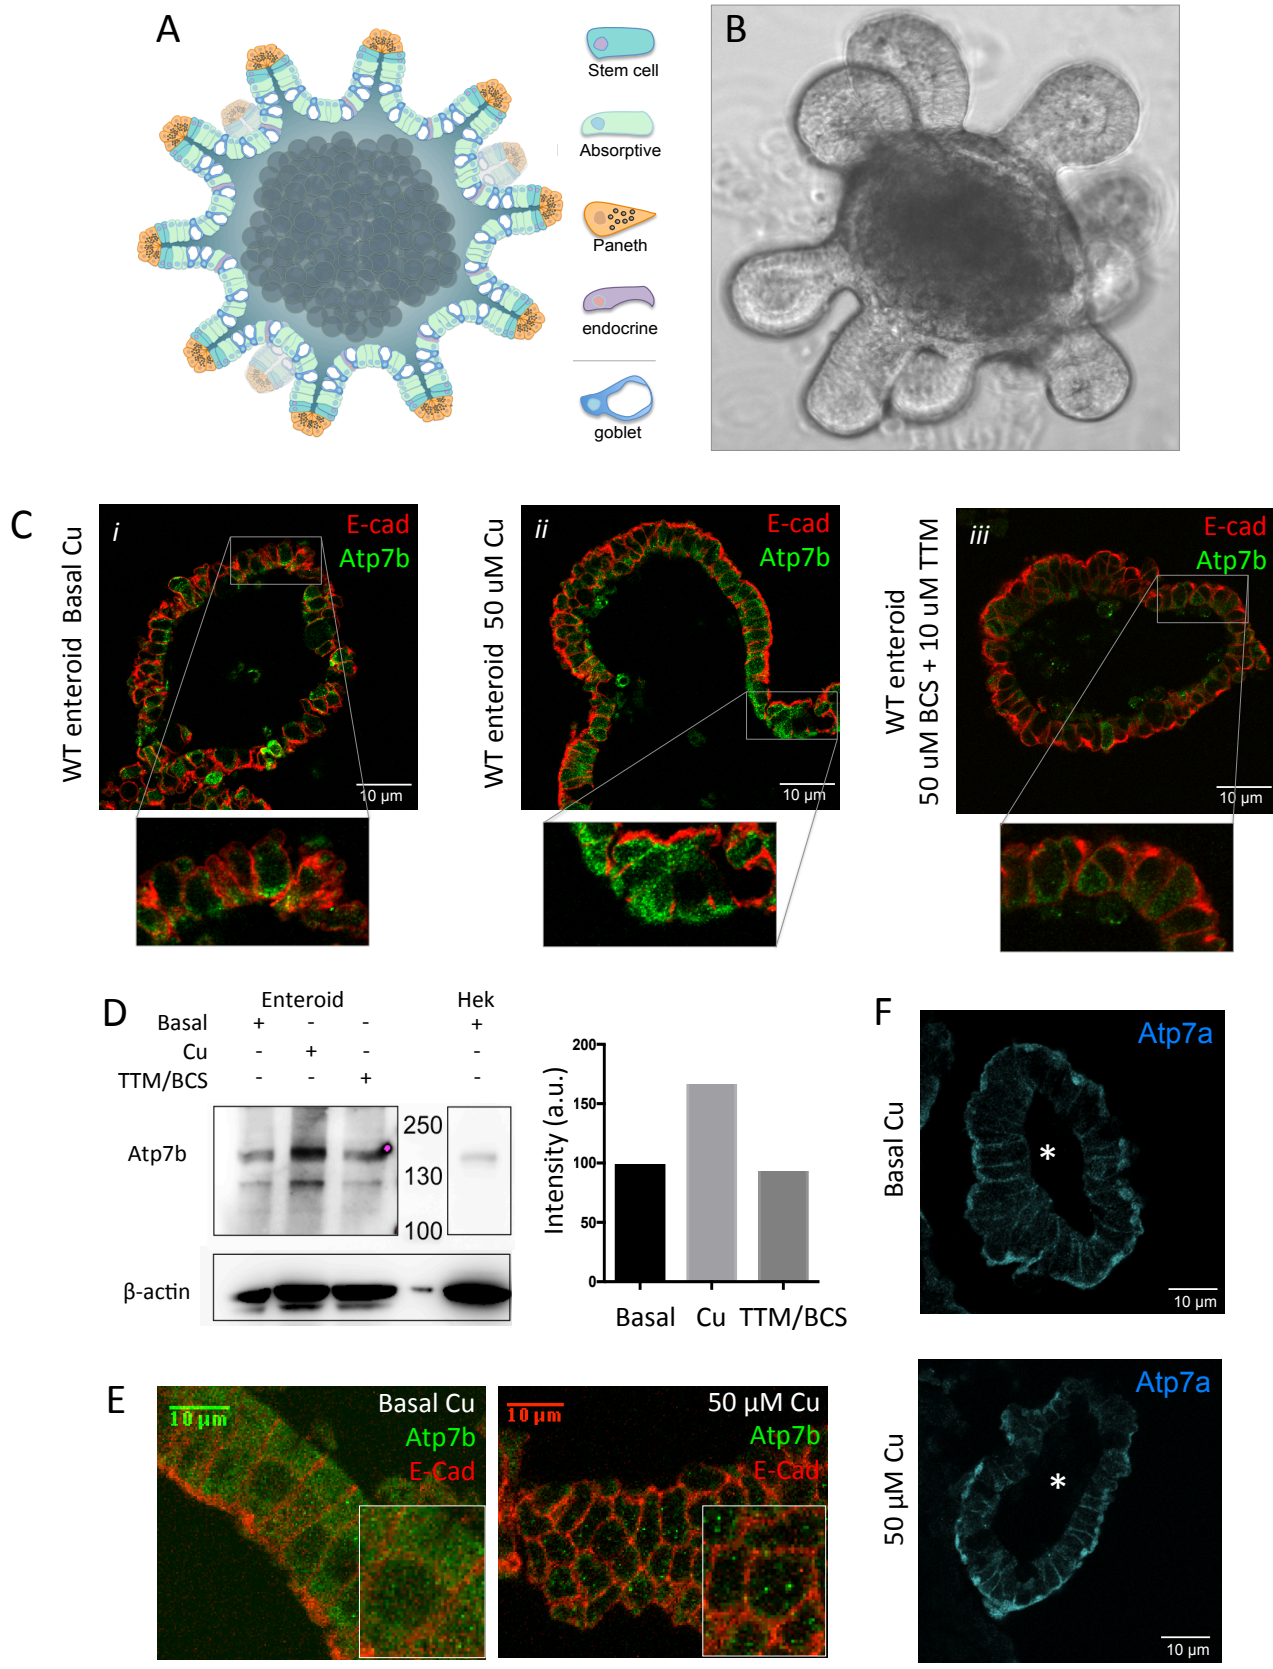 A
Stem cell
Absorptive
Paneth
endocrine
goblet
B
C
WT enteroid Basal Cu
i
E-cad
Atp7b
10 µm
WT enteroid 50 uM Cu
ii
E-cad
Atp7b
10 µm
WT enteroid
50 uM BCS + 10 uM TTM
iii
E-cad
Atp7b
10 µm
D
Enteroid Hek
Basal + - - +
Cu - + - -
TTM/BCS - - + -
Atp7b
250
130
100
β-actin
Intensity (a.u.)
200
150
100
50
0
Basal Cu TTM/BCS
E
10 µm
Basal Cu
Atp7b
E-Cad
10 µm
50 µM Cu
Atp7b
E-Cad
F
Basal Cu
Atp7a
*
10 µm
50 µM Cu
Atp7a
*
10 µm